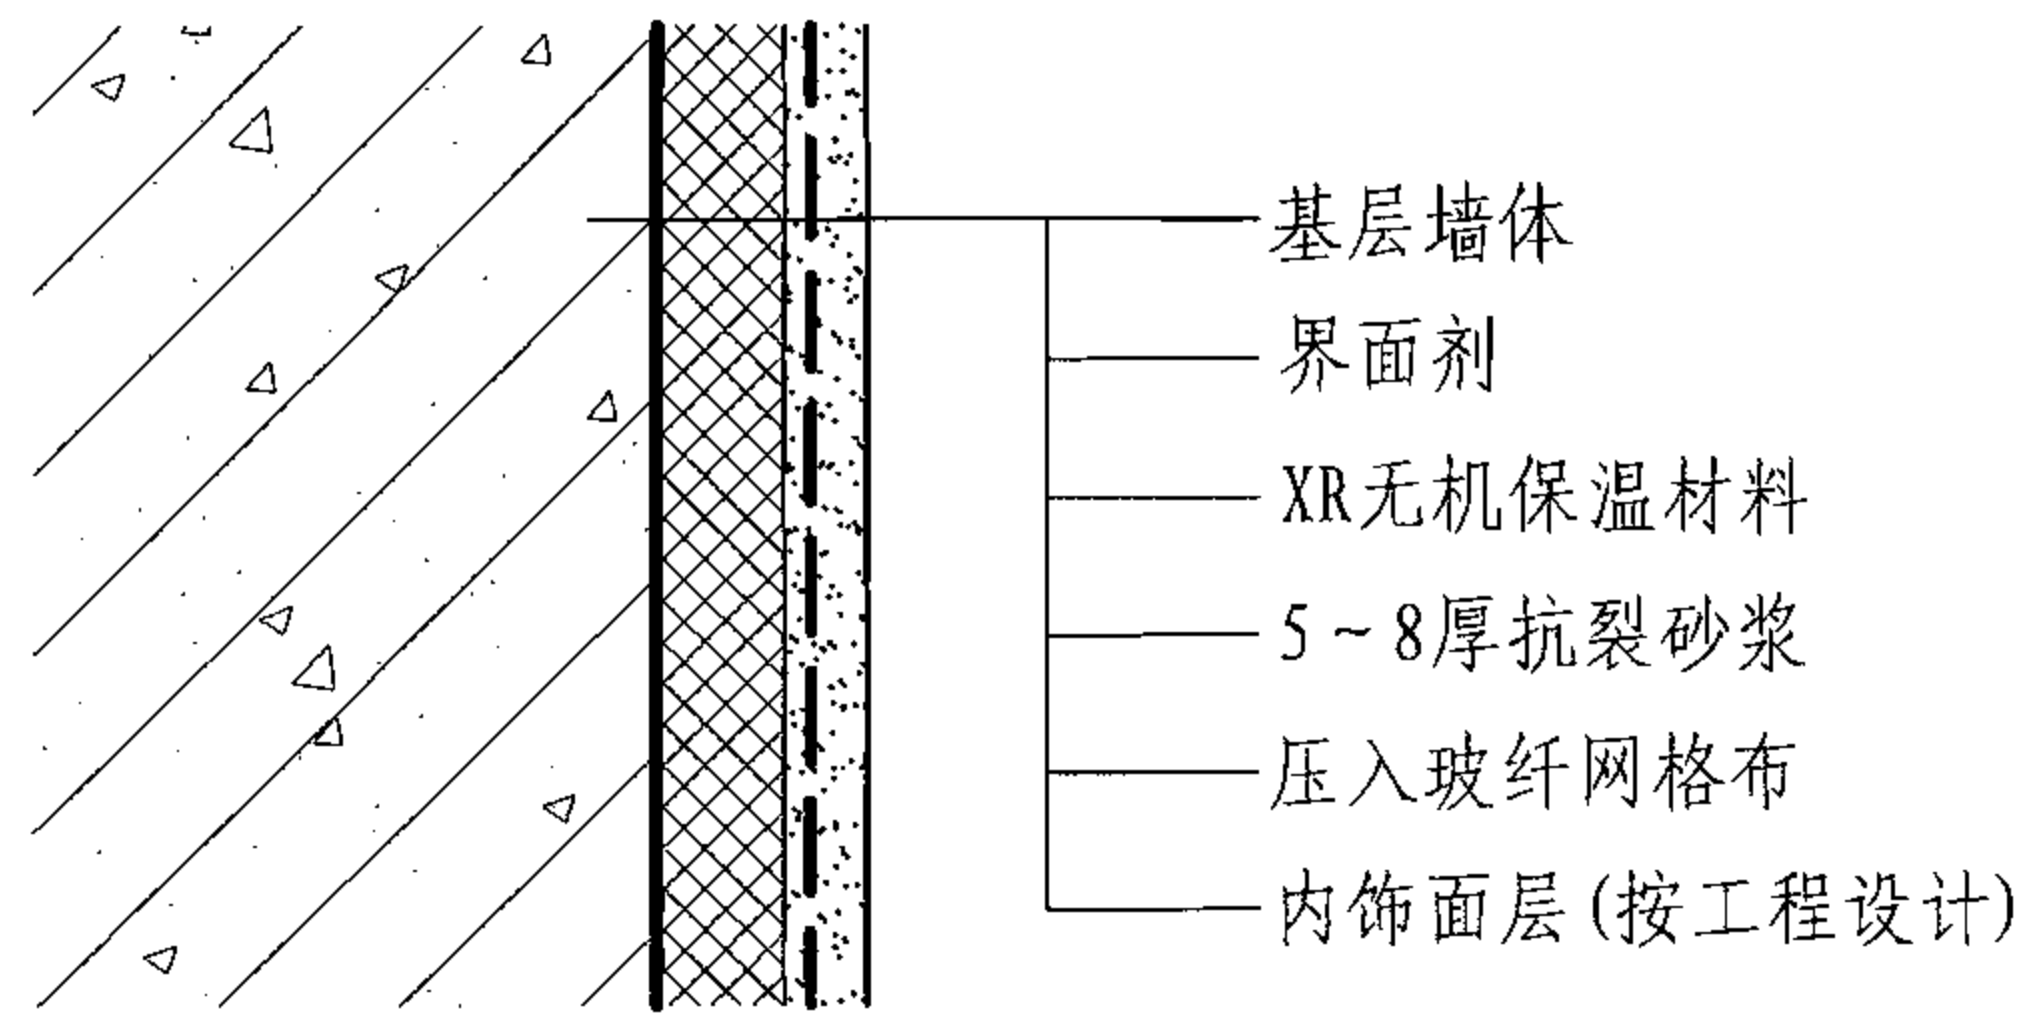 基层墙体
界面剂
XR无机保温材料
5~8厚抗裂砂浆
压入玻纤网格布
内饰面层(按工程设计)